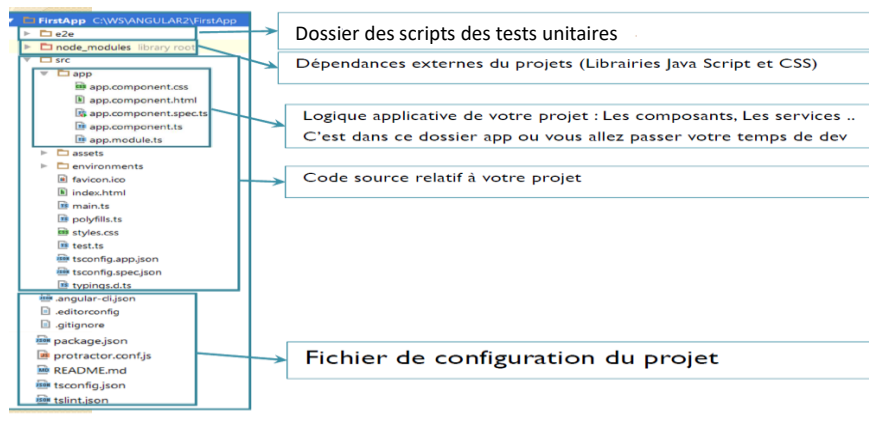 FirstApp C:\WS\ANGULAR2\FirstApp
e2e
node_modules library root
src
app
app.component.css
app.component.html
app.component.spec.ts
app.component.ts
app.module.ts
assets
environments
favicon.ico
index.html
main.ts
polyfills.ts
styles.css
test.ts
tsconfig.app.json
tsconfig.spec.json
typings.d.ts
.angular-cli.json
.editorconfig
.gitignore
package.json
protractor.conf.js
README.md
tsconfig.json
tslint.json
Dossier des scripts des tests unitaires
Dépendances externes du projets (Librairies Java Script et CSS)
Logique applicative de votre projet : Les composants, Les services ..
C'est dans ce dossier app ou vous allez passer votre temps de dev
Code source relatif à votre projet
Fichier de configuration du projet